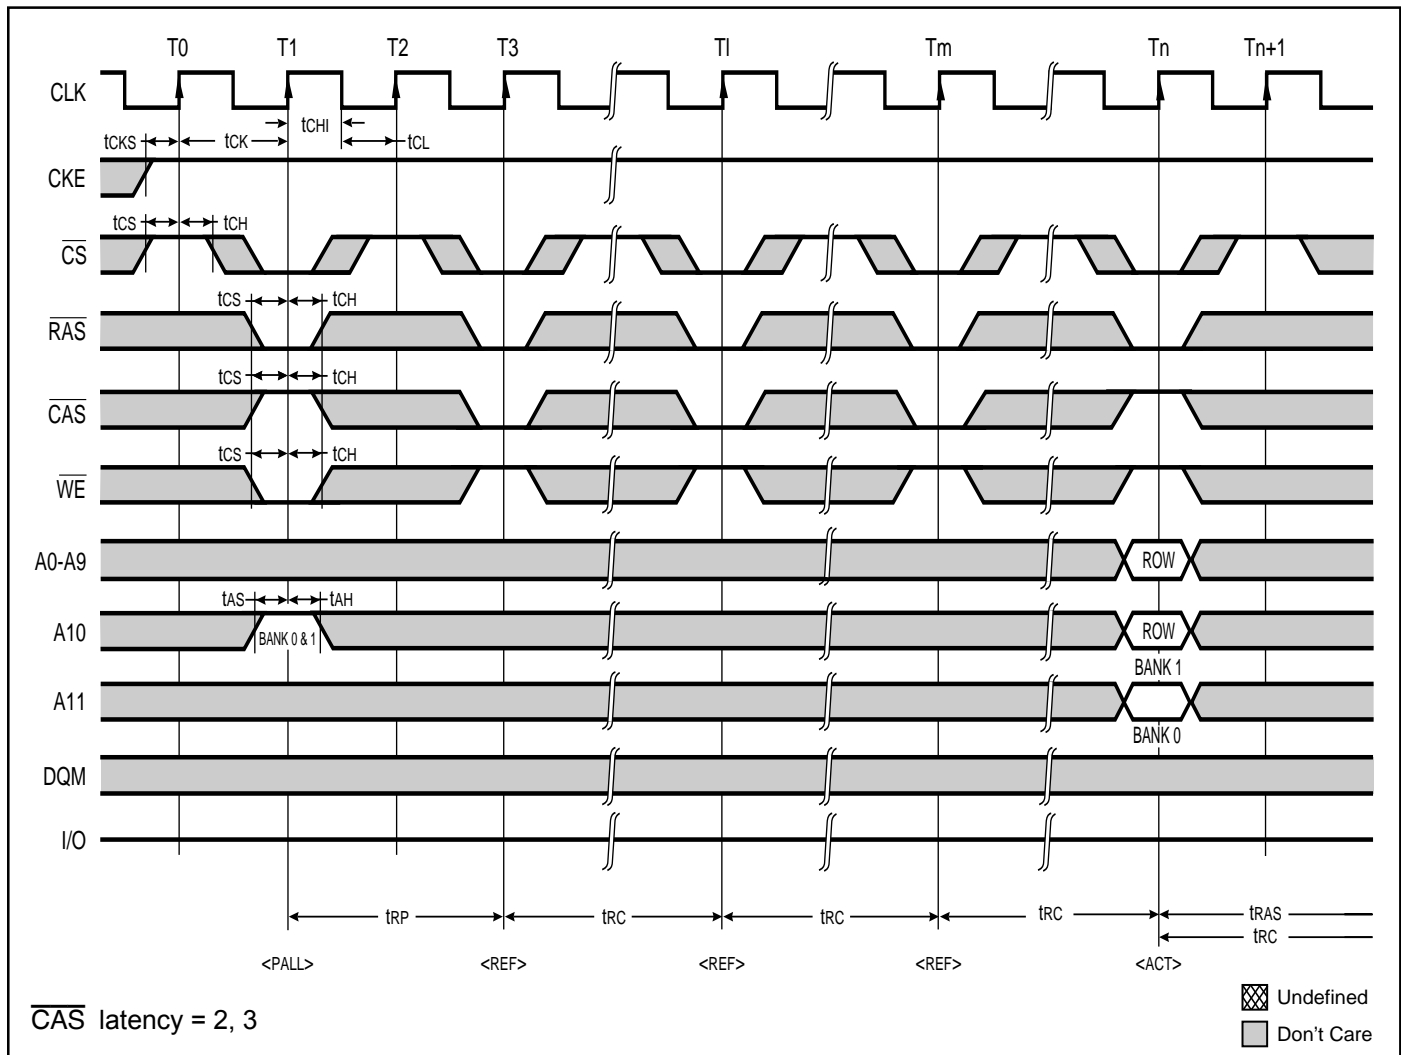 T0 T1 T2 T3 Tl Tm Tn Tn+1
CLK
tCHI
tCKS tCK tCL
CKE
tCS tCH
CS
tCS tCH
RAS
tCS tCH
CAS
tCS tCH
WE
A0-A9 ROW
tAS tAH
A10 BANK 0 & 1 ROW
BANK 1
A11
BANK 0
DQM
I/O
tRP tRC tRC tRC tRAS
tRC
<PALL> <REF> <REF> <REF> <ACT>
Undefined
CAS latency = 2, 3
Don't Care